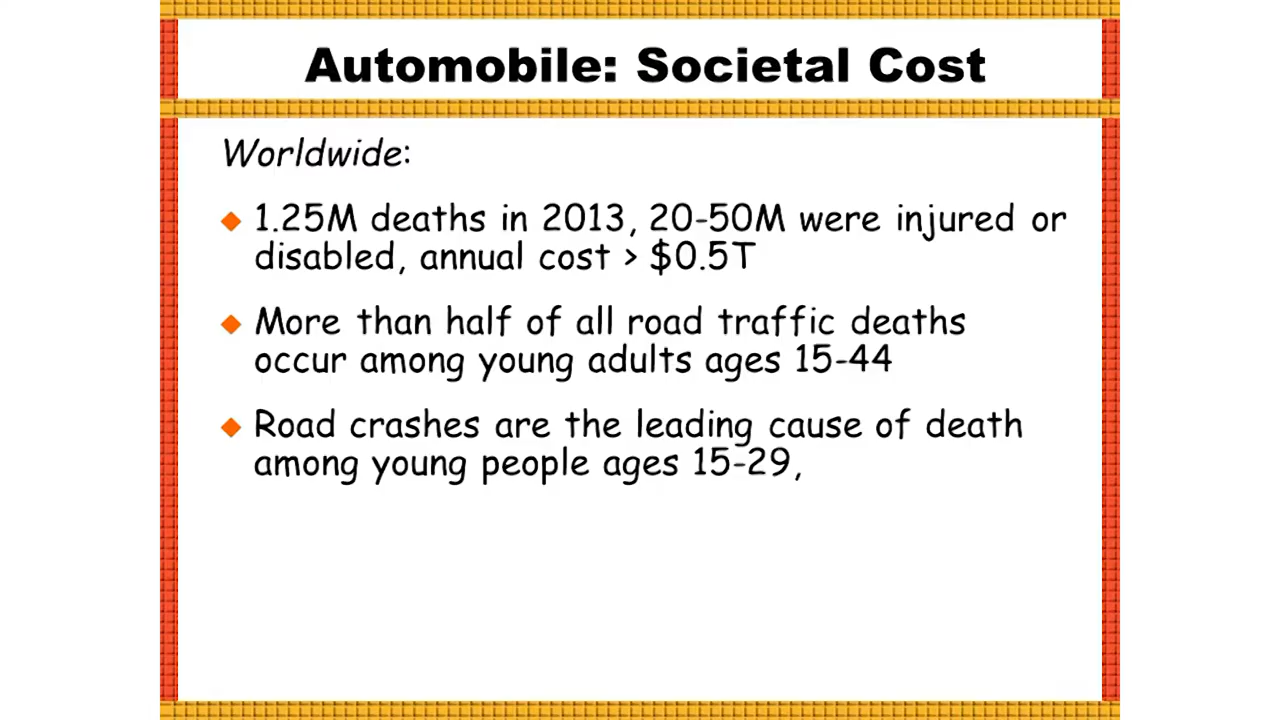 Automobile: Societal Cost
Worldwide:
1.25M deaths in 2013, 20-50M were injured or
disabled, annual cost > $0.5T
More than half of all road traffic deaths
occur among young adults ages 15-44
Road crashes are the leading cause of death
among young people ages 15-29,